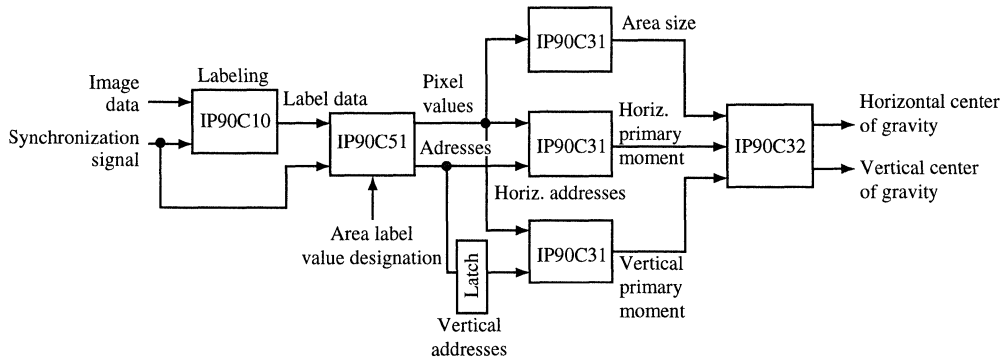 Area size
IP90C31
Image
data
Labeling
IP90C10
Label data
Pixel
values
Horiz.
primary
moment
Horizontal center
of gravity
Synchronization
signal
IP90C51
Adresses
IP90C31
IP90C32
Vertical center
of gravity
Horiz. addresses
Area label
value designation
IP90C31
Latch
Vertical
primary
moment
Vertical
addresses